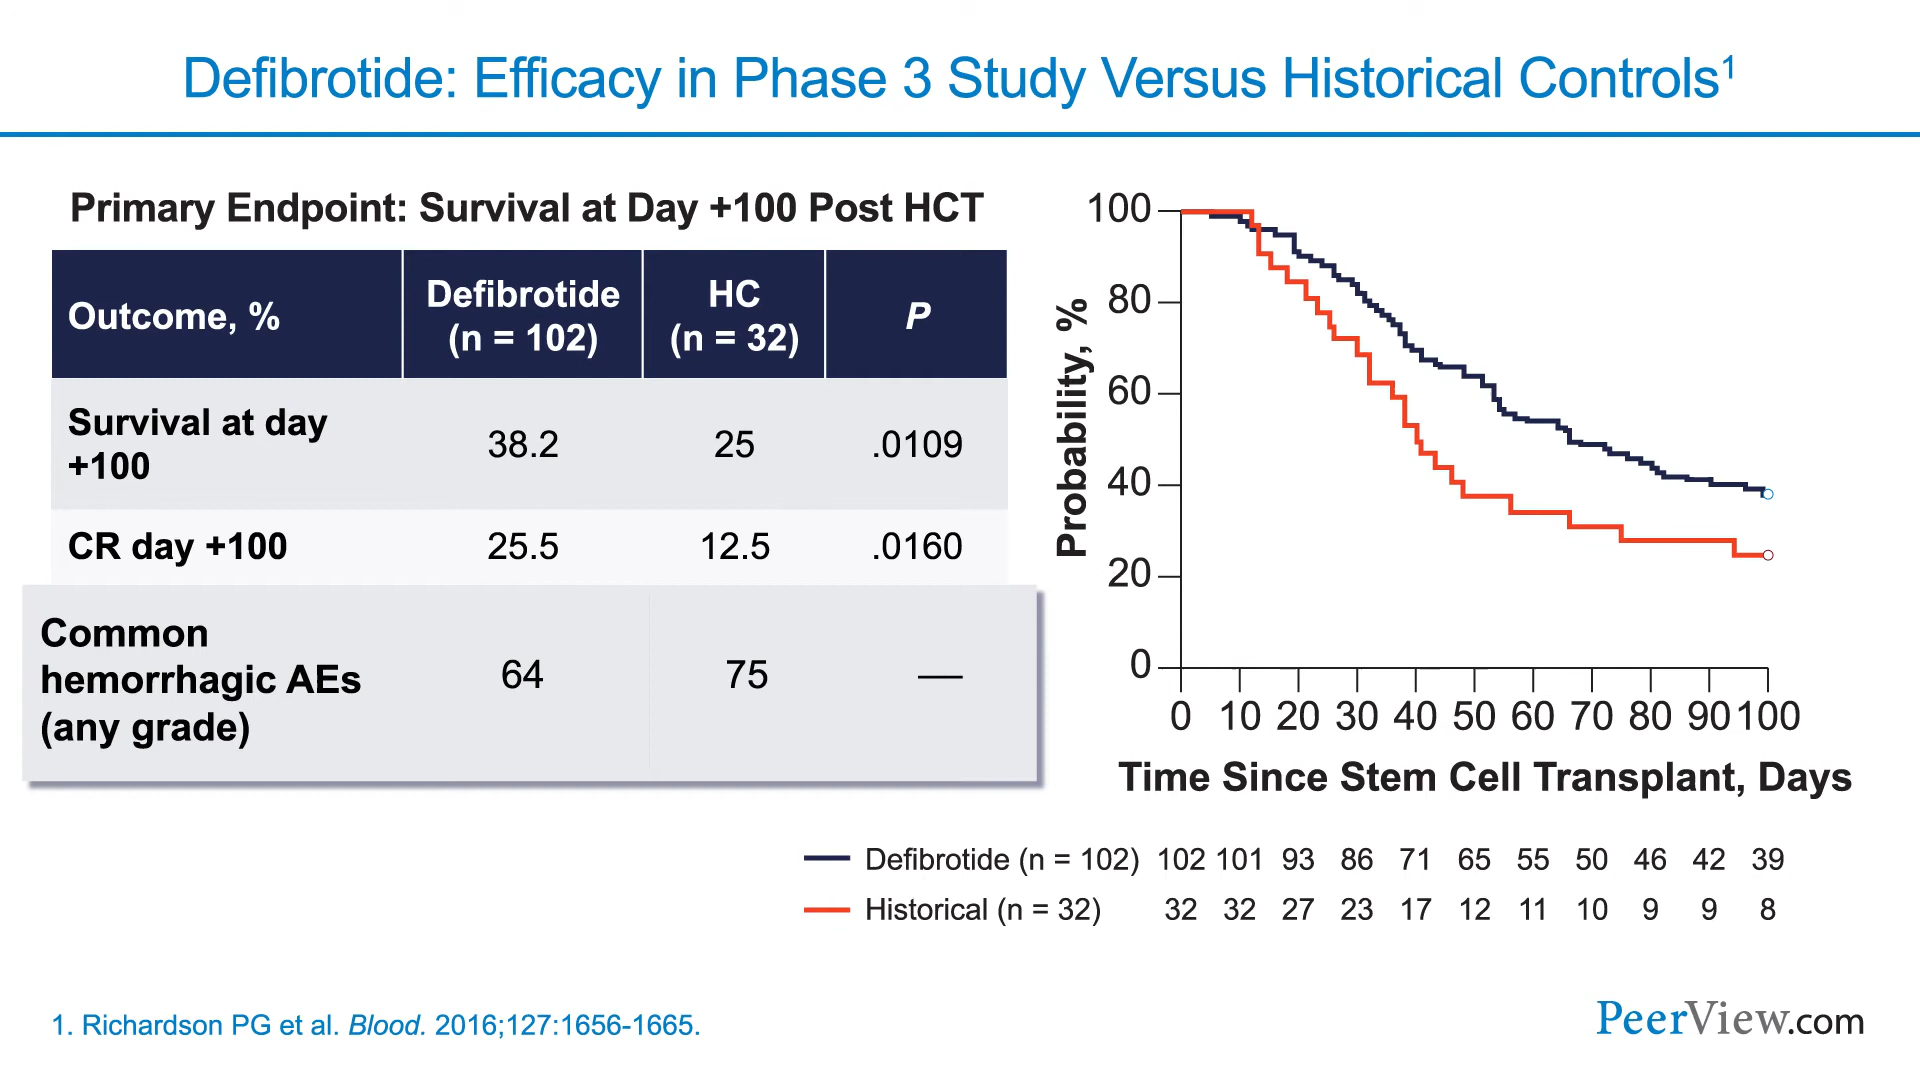 Defibrotide: Efficacy in Phase 3 Study Versus Historical Controls1
Primary Endpoint: Survival at Day +100 Post HCT
Outcome, %
Defibrotide
(n = 102)
HC
(n = 32)
P
Survival at day
+100
38.2
25
.0109
CR day +100
25.5
12.5
.0160
Common
hemorrhagic AEs
(any grade)
64
75
—
Probability, %
100
80
60
40
20
0
0 10 20 30 40 50 60 70 80 90 100
Time Since Stem Cell Transplant, Days
Defibrotide (n = 102) 102 101 93 86 71 65 55 50 46 42 39
Historical (n = 32) 32 32 27 23 17 12 11 10 9 9 8
1. Richardson PG et al. Blood. 2016;127:1656-1665.
PeerView.com